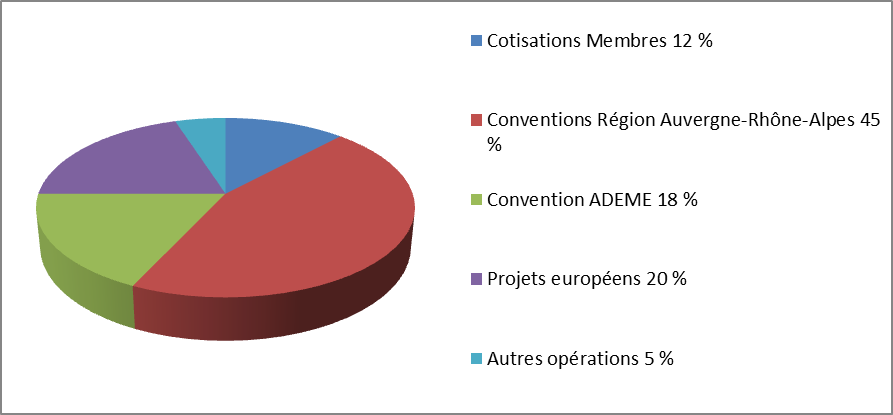 Cotisations Membres 12 %
Conventions Région Auvergne-Rhône-Alpes 45
%
Convention ADEME 18 %
Projets européens 20 %
Autres opérations 5 %